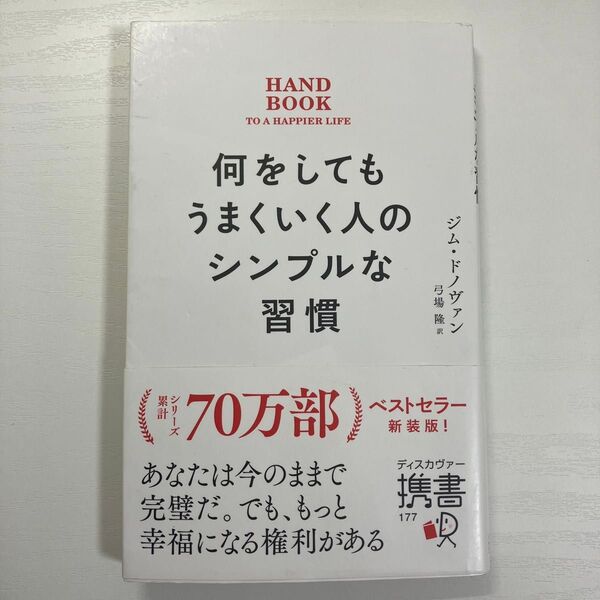 HAND
BOOK
TO A HAPPIER LIFE
何をしても
うまくいく人の
シンプルな
習慣
ジム・ドノヴァン
弓場 隆 訳
シリーズ
累計
70万部
ベストセラー
新装版!
あなたは今のままで
完璧だ。でも、もっと
幸福になる権利がある
ディスカヴァー
携書
177